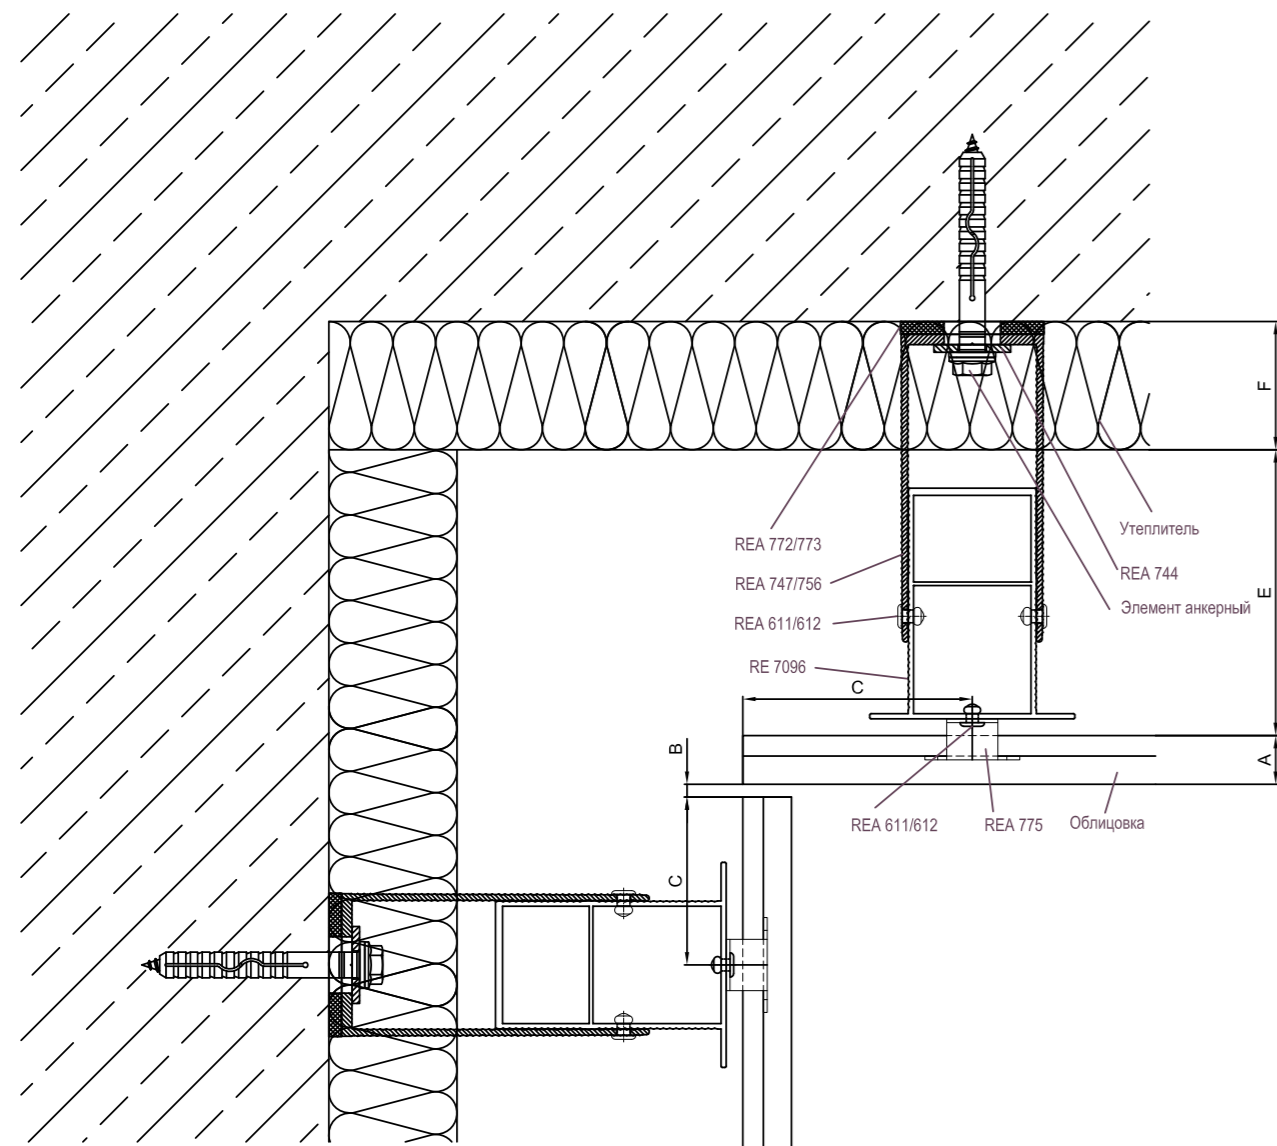 F
Утеплитель
REA 772/773
REA 744
REA 747/756
Элемент анкерный
E
REA 611/612
RE 7096
C
B
A
REA 611/612
REA 775
Облицовка
C